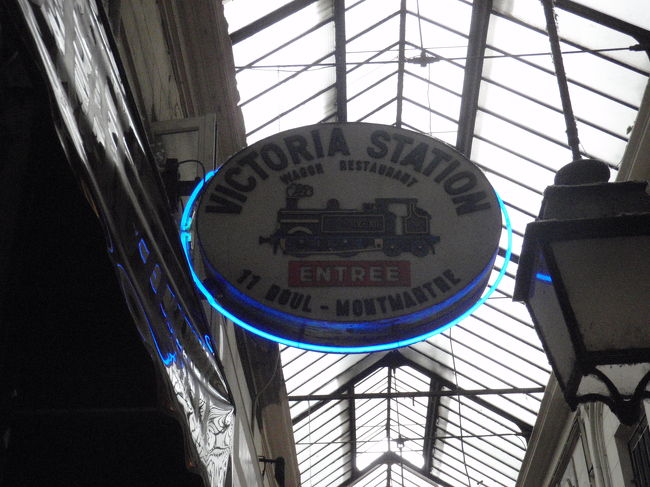 VICTORIA STATION
WAGON RESTAURANT
ENTREE
11 BOUL - MONTMARTRE